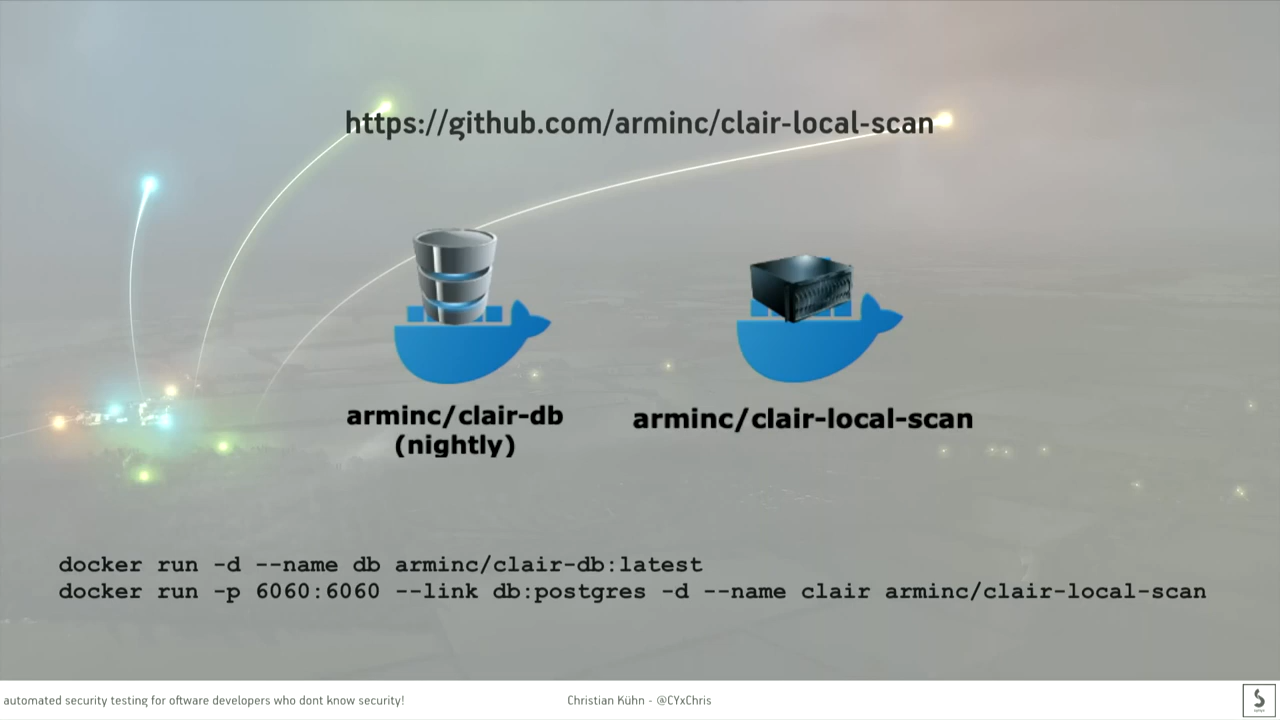 https://github.com/arminc/clair-local-scan
arminc/clair-db
(nightly)
arminc/clair-local-scan
docker run -d --name db arminc/clair-db:latest
docker run -p 6060:6060 --link db:postgres -d --name clair arminc/clair-local-scan
automated security testing for oftware developers who dont know security!
Christian Kühn - @CYxChris